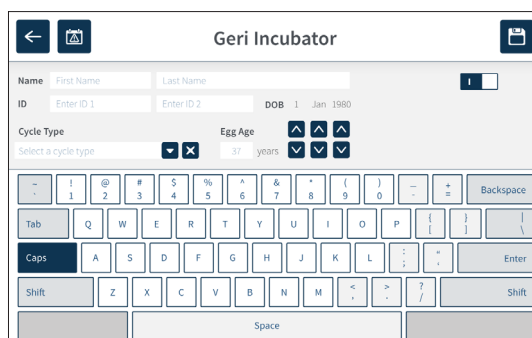 Geri Incubator
Name First Name Last Name
I
ID Enter ID 1 Enter ID 2 DOB 1 Jan 1980
Cycle Type Egg Age
Select a cycle type 37 years
~ ! @ # $ % ^ & * ( ) — +
` 1 2 3 4 5 6 7 8 9 0 - = Backspace
Tab Q W E R T Y U I O P { [ } ] | \
Caps A S D F G H J K L : ; “ ‘ Enter
Shift Z X C V B N M < , > . ? / Shift
Space